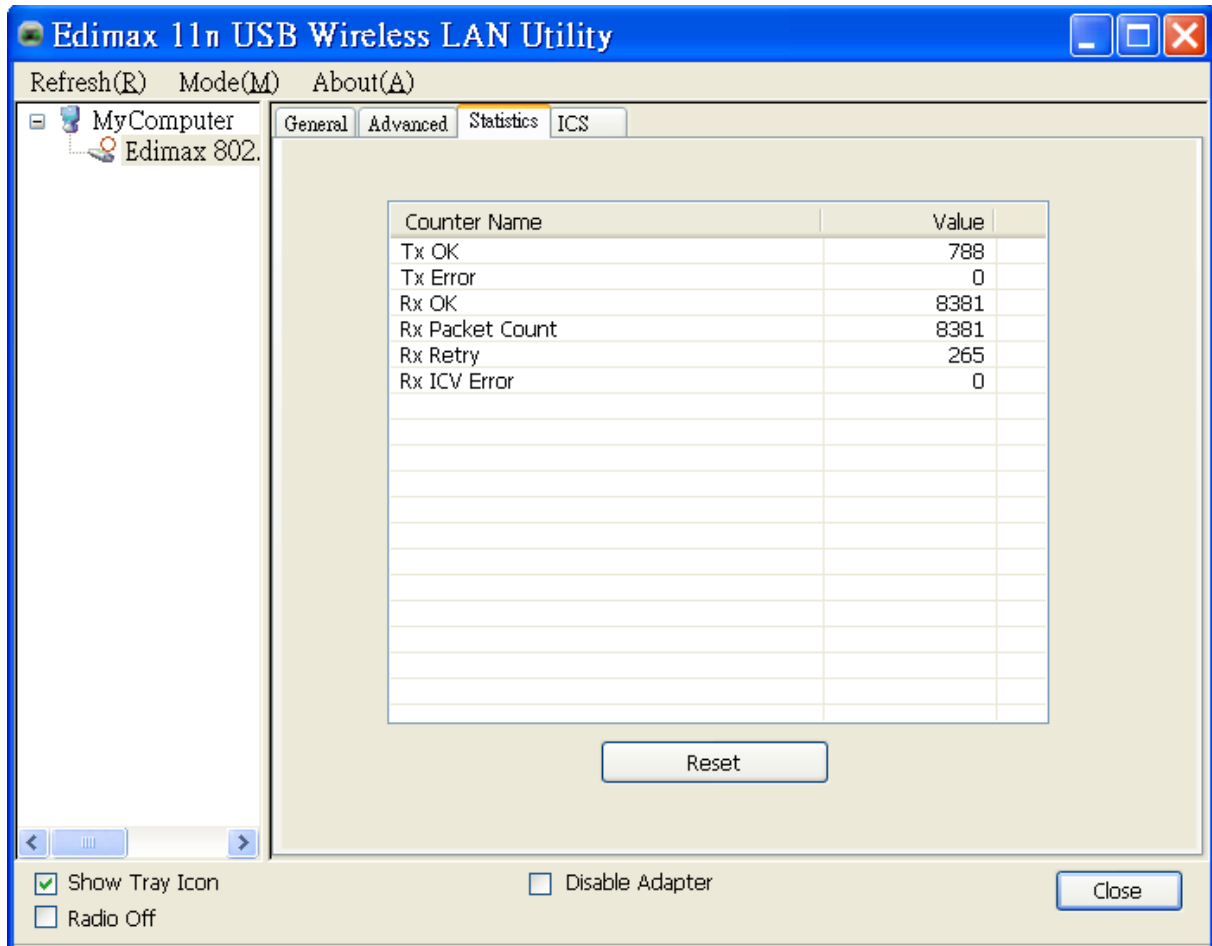 Edimax 11n USB Wireless LAN Utility
Refresh(R) Mode(M) About(A)
MyComputer
Edimax 802.
General Advanced Statistics ICS
Counter Name Value
Tx OK 788
Tx Error 0
Rx OK 8381
Rx Packet Count 8381
Rx Retry 265
Rx ICV Error 0
Reset
Show Tray Icon Disable Adapter Close
Radio Off